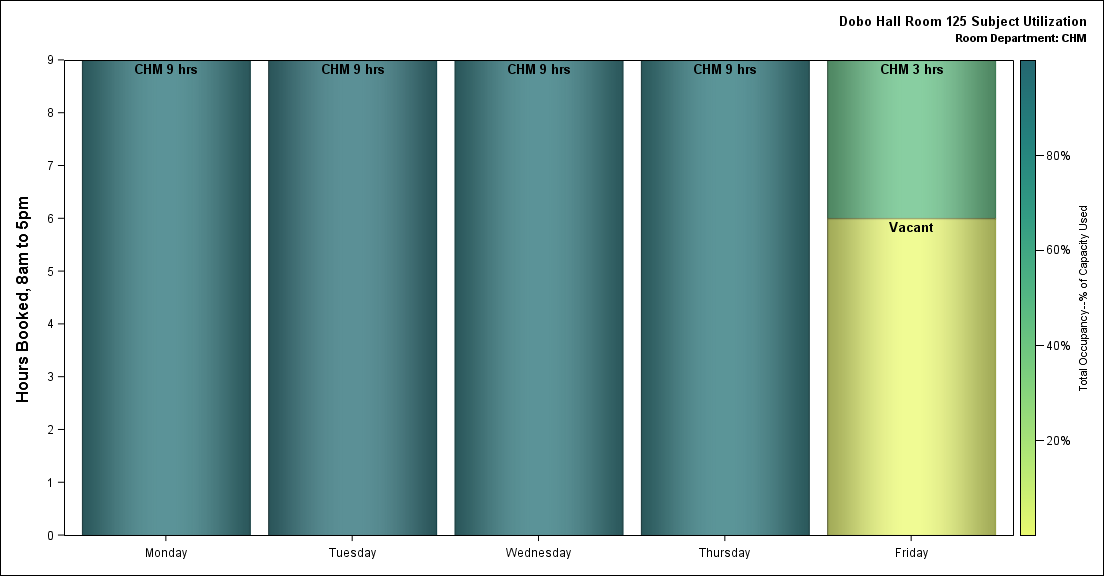 Dobo Hall Room 125 Subject Utilization
Room Department: CHM
Hours Booked, 8am to 5pm
9
8
7
6
5
4
3
2
1
0
CHM 9 hrs
CHM 9 hrs
CHM 9 hrs
CHM 9 hrs
CHM 3 hrs
Vacant
Monday
Tuesday
Wednesday
Thursday
Friday
80%
60%
40%
20%
Total Occupancy--% of Capacity Used